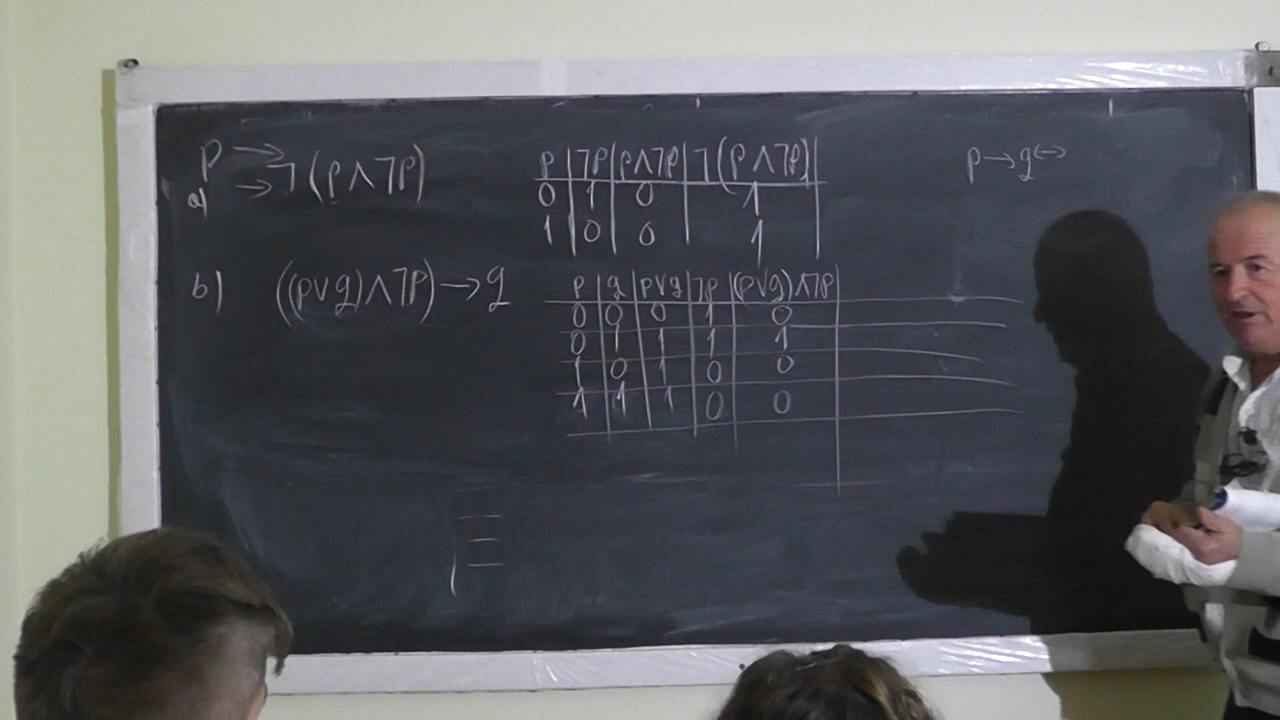 p →
a) → ¬(p∧¬p)
p | ¬p | p∧¬p | ¬(p∧¬p)
0 | 1 | 0 | 1
1 | 0 | 0 | 1
p→q↔
b) ((p∨q)∧¬p)→q
p | q | p∨q | ¬p | (p∨q)∧¬p
0 | 0 | 0 | 1 | 0
0 | 1 | 1 | 1 | 1
1 | 0 | 1 | 0 | 0
1 | 1 | 1 | 0 | 0